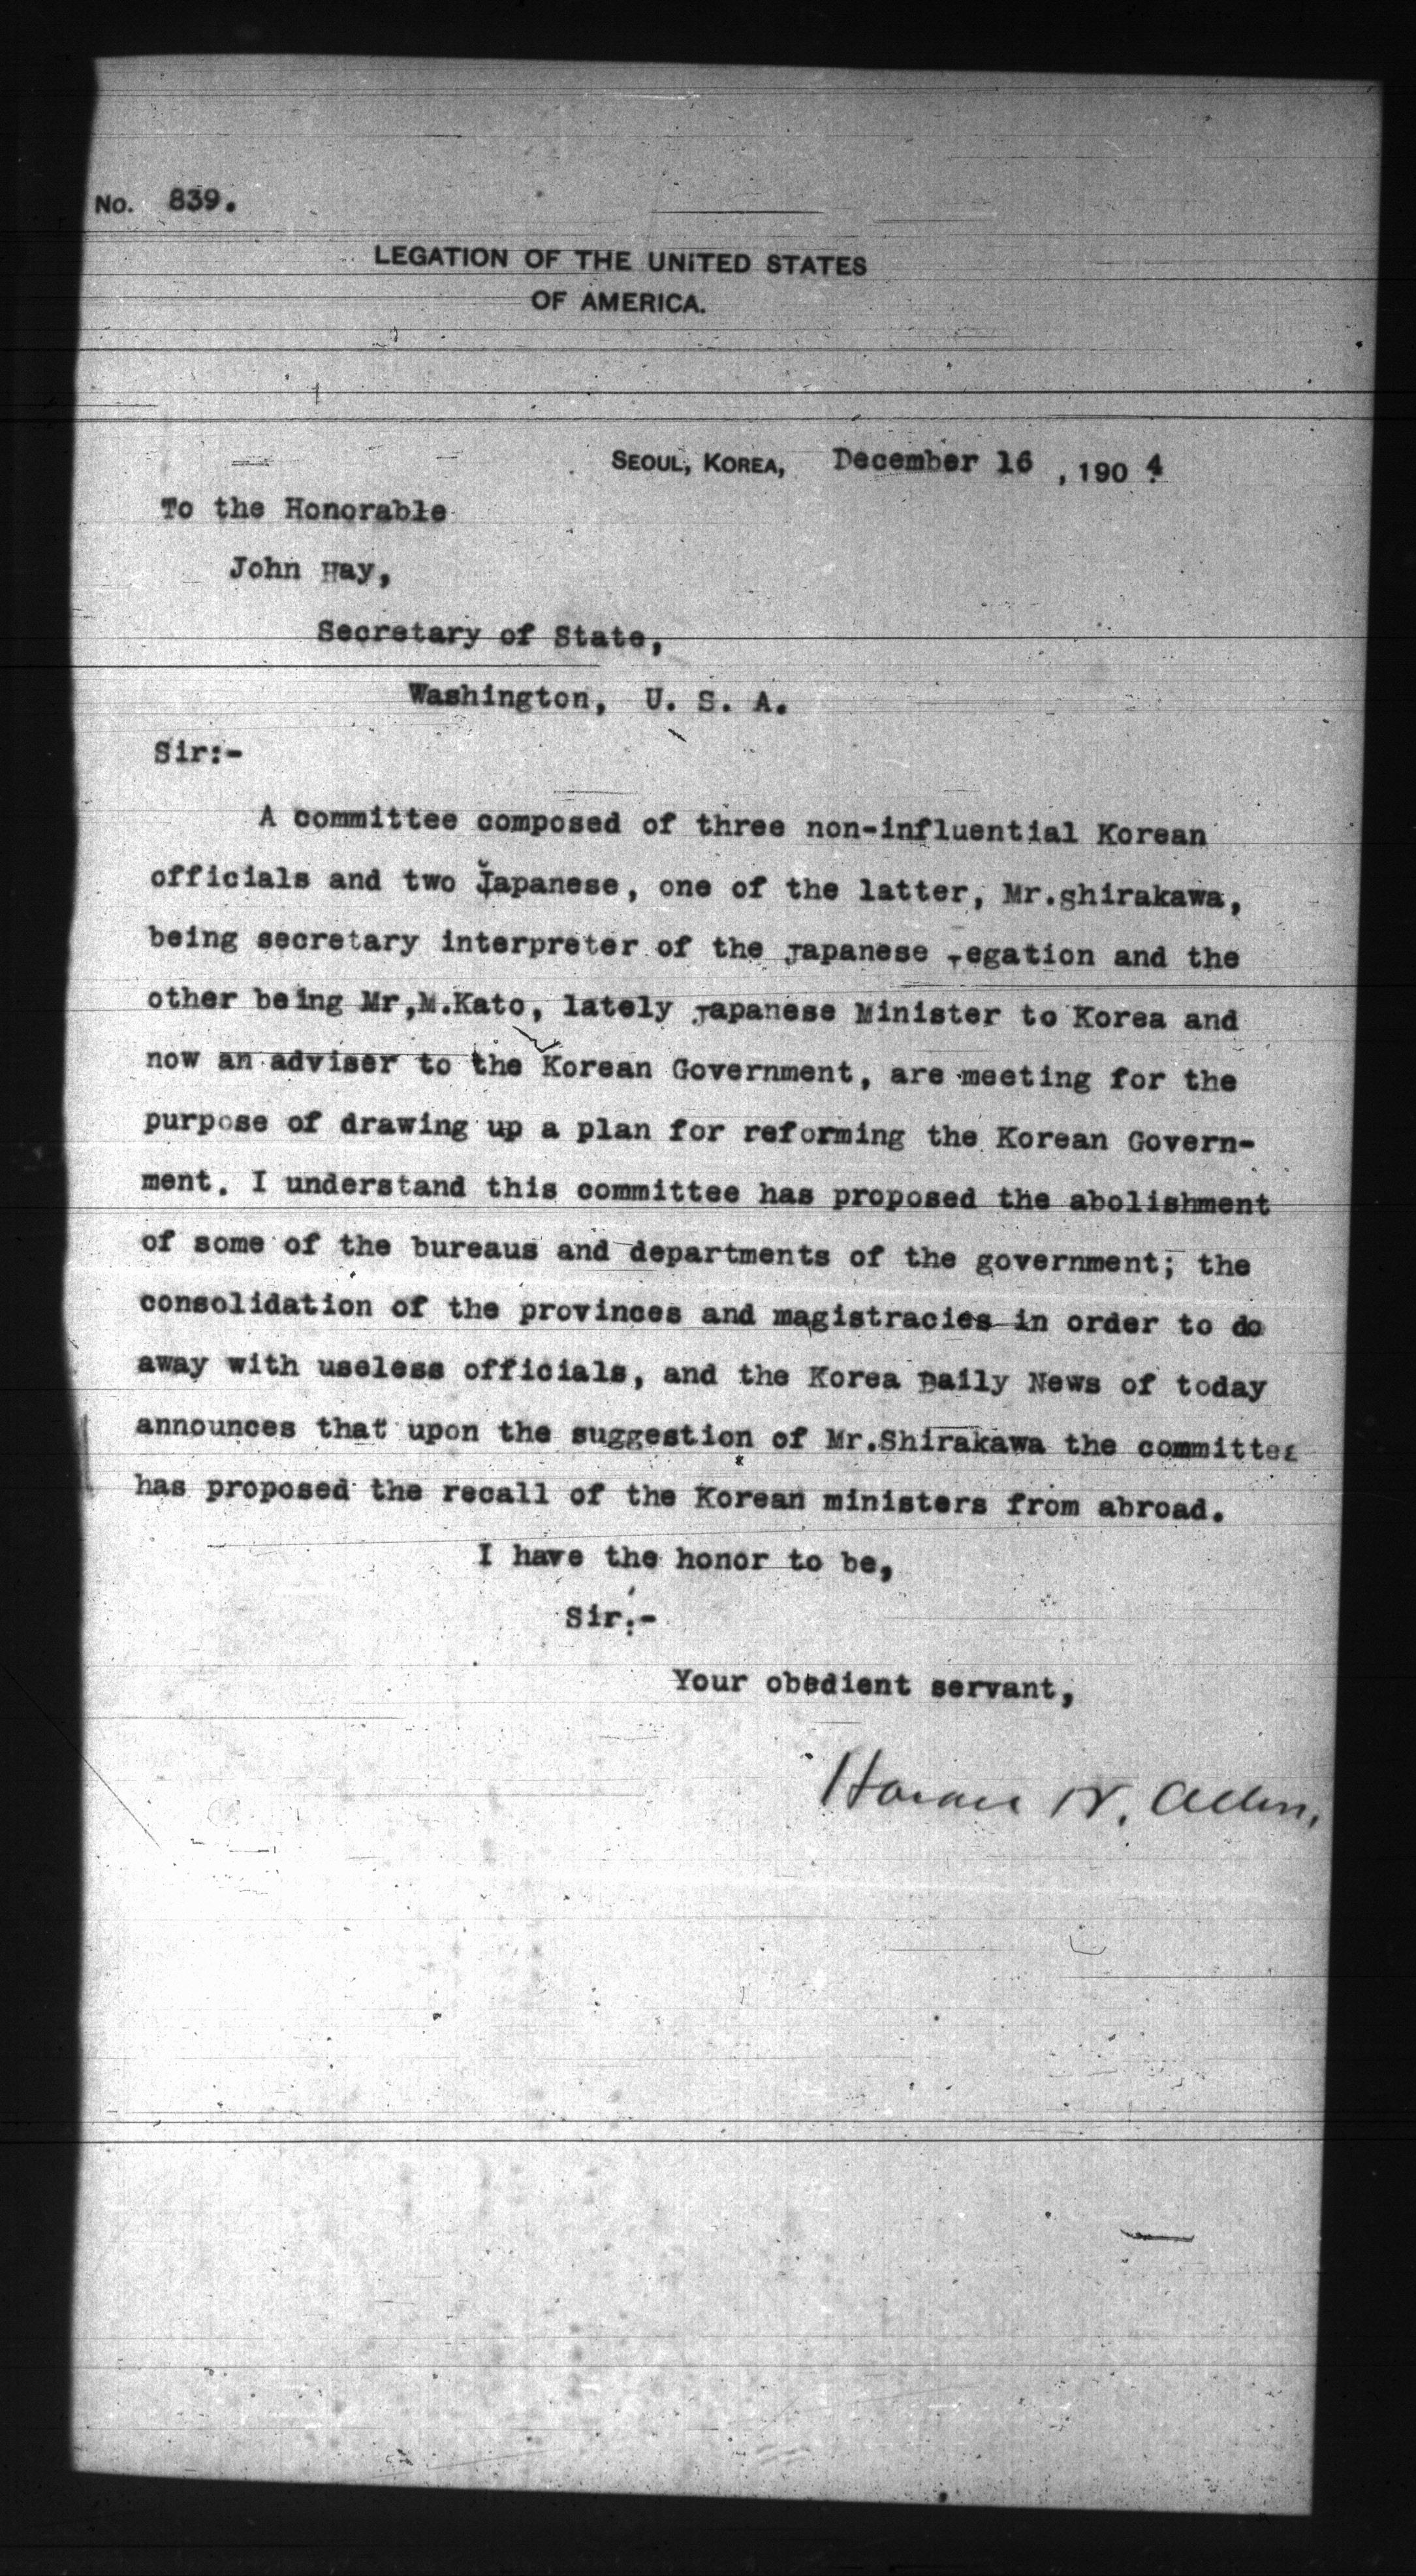 No. 839.
LEGATION OF THE UNITED STATES
OF AMERICA.
SEOUL, KOREA, December 16, 1904.
To the Honorable
John Hay,
Secretary of State,
Washington, U. S. A.
Sir:-
A committee composed of three non-influential Korean
officials and two Japanese, one of the latter, Mr.Shirakawa,
being secretary interpreter of the Japanese Legation and the
other being Mr,M.Kato, lately Japanese Minister to Korea and
now an adviser to the Korean Government, are meeting for the
purpose of drawing up a plan for reforming the Korean Govern-
ment. I understand this committee has proposed the abolishment
of some of the bureaus and departments of the government; the
consolidation of the provinces and magistracies in order to do
away with useless officials, and the Korea Daily News of today
announces that upon the suggestion of Mr.Shirakawa the committee
has proposed the recall of the Korean ministers from abroad.
I have the honor to be,
Sir:-
Your obedient servant,
Horace N. Allen.